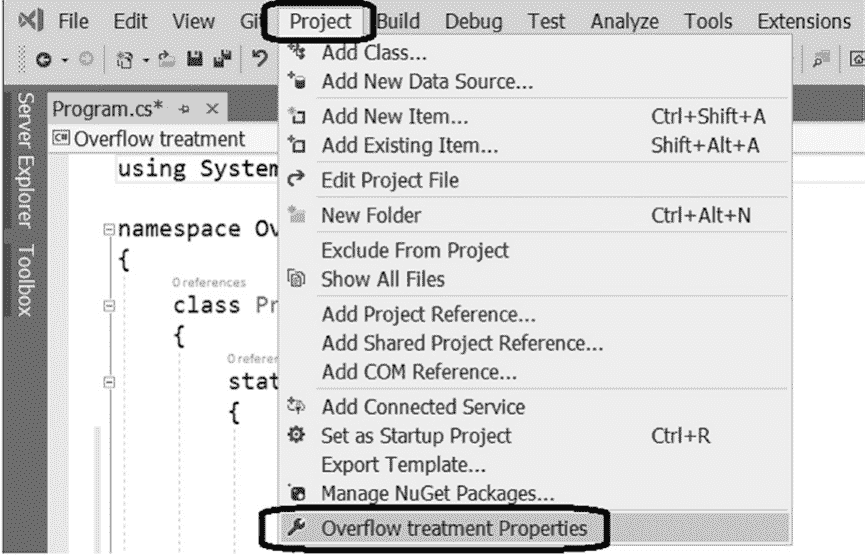 File Edit View Gi Project Build Debug Test Analyze Tools Extensions
Add Class...
Add New Data Source...
Program.cs*
Add New Item... Ctrl+Shift+A
Overflow treatment
Add Existing Item... Shift+Alt+A
using System
Edit Project File
New Folder Ctrl+Alt+N
namespace Ov
{
Exclude From Project
0 references
Show All Files
class Pr
Add Project Reference...
{
Add Shared Project Reference...
0 referen
Add COM Reference...
stat
{
Add Connected Service
Set as Startup Project Ctrl+R
Export Template...
Manage NuGet Packages...
Overflow treatment Properties
Server Explorer
Toolbox